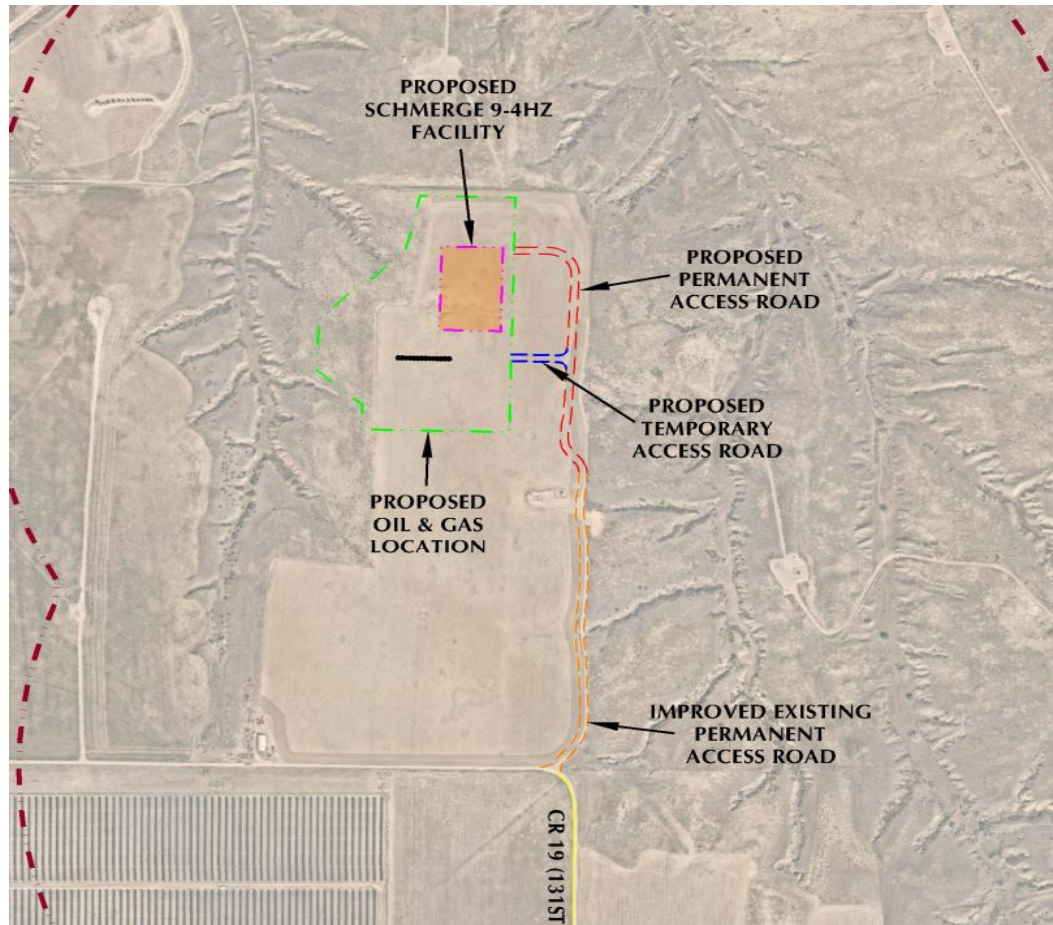 PROPOSED
SCHMERGE 9-4HZ
FACILITY
PROPOSED
PERMANENT
ACCESS ROAD
PROPOSED
TEMPORARY
ACCESS ROAD
PROPOSED
OIL & GAS
LOCATION
IMPROVED EXISTING
PERMANENT
ACCESS ROAD
CR 19 (131ST